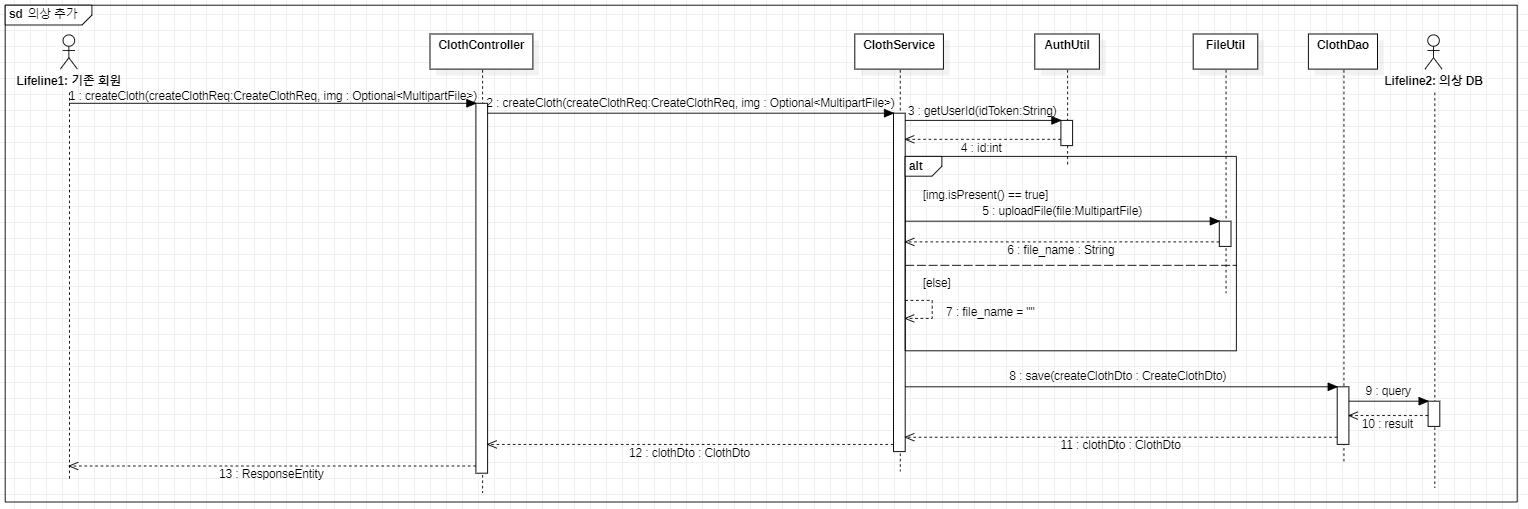 sd 의상 추가
ClothController
ClothService
AuthUtil
FileUtil
ClothDao
Lifeline1: 기존 회원
Lifeline2: 의상 DB
1 : createCloth(createClothReq:CreateClothReq, img : Optional<MultipartFile>)
2 : createCloth(createClothReq:CreateClothReq, img : Optional<MultipartFile>)
3 : getUserId(idToken:String)
4 : id:int
alt
[img.isPresent() == true]
5 : uploadFile(file:MultipartFile)
6 : file_name : String
[else]
7 : file_name = ""
8 : save(createClothDto : CreateClothDto)
9 : query
10 : result
11 : clothDto : ClothDto
12 : clothDto : ClothDto
13 : ResponseEntity